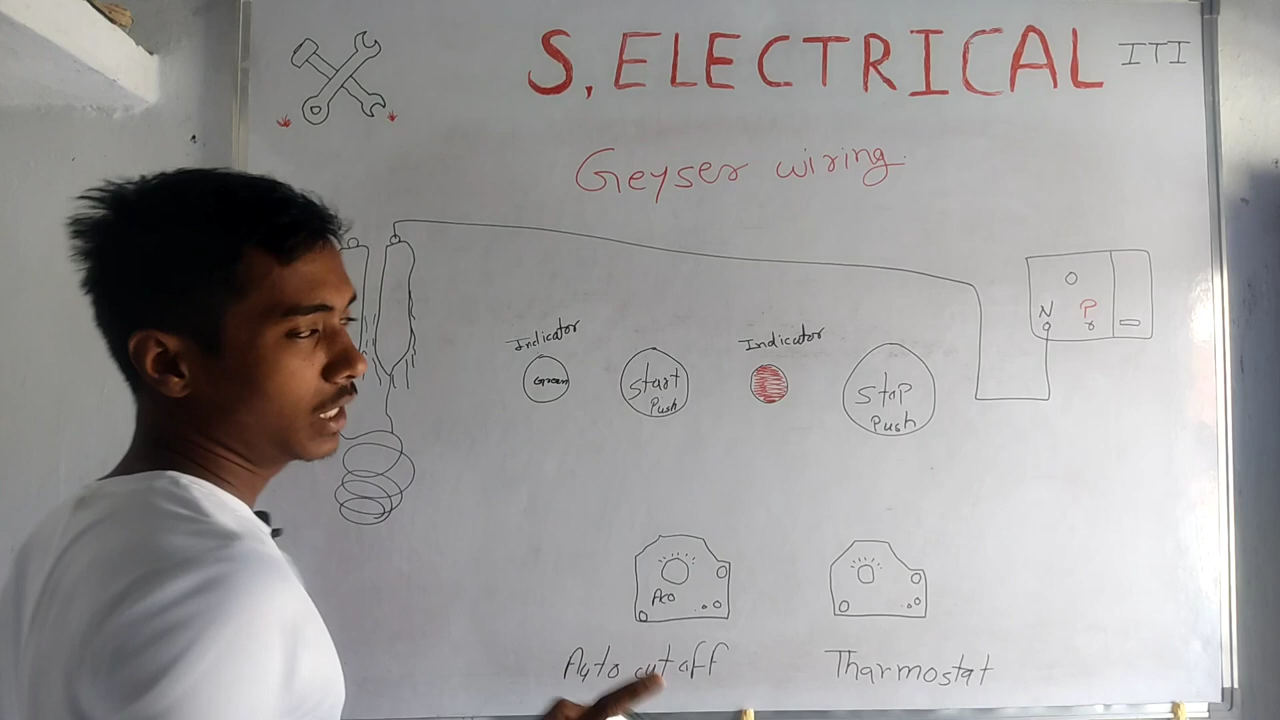 S, ELECTRICAL ITI
Geyser wiring.
N P
Indicator
Green
Start
Push
Indicator
Stop
Push
ACO
Auto cut off
Tharmostat